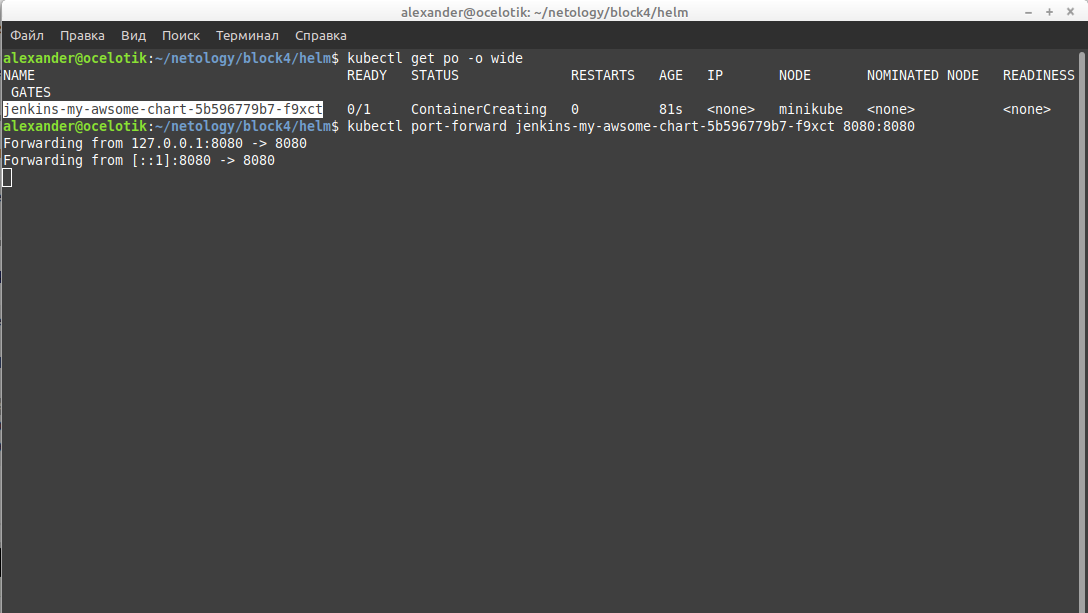 alexander@ocelotik: ~/netology/block4/helm
Файл Правка Вид Поиск Терминал Справка
alexander@ocelotik:~/netology/block4/helm$ kubectl get po -o wide
NAME READY STATUS RESTARTS AGE IP NODE NOMINATED NODE READINESS
GATES
jenkins-my-awsome-chart-5b596779b7-f9xct 0/1 ContainerCreating 0 81s <none> minikube <none> <none>
alexander@ocelotik:~/netology/block4/helm$ kubectl port-forward jenkins-my-awsome-chart-5b596779b7-f9xct 8080:8080
Forwarding from 127.0.0.1:8080 -> 8080
Forwarding from [::1]:8080 -> 8080